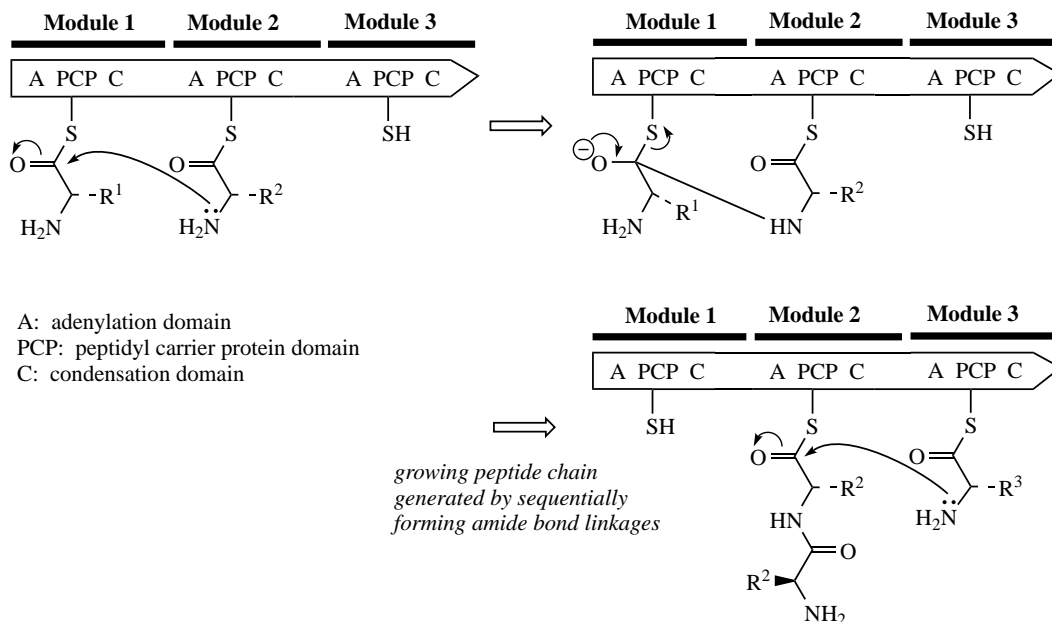 Module 1 Module 2 Module 3
A PCP C A PCP C A PCP C
S S SH
O O
R¹ R²
H₂N H₂N
Module 1 Module 2 Module 3
A PCP C A PCP C A PCP C
S S SH
⊖ O O
R¹ R²
H₂N HN
A: adenylation domain
PCP: peptidyl carrier protein domain
C: condensation domain
growing peptide chain
generated by sequentially
forming amide bond linkages
Module 1 Module 2 Module 3
A PCP C A PCP C A PCP C
SH S S
O O
R² R³
HN H₂N
O
R²
NH₂